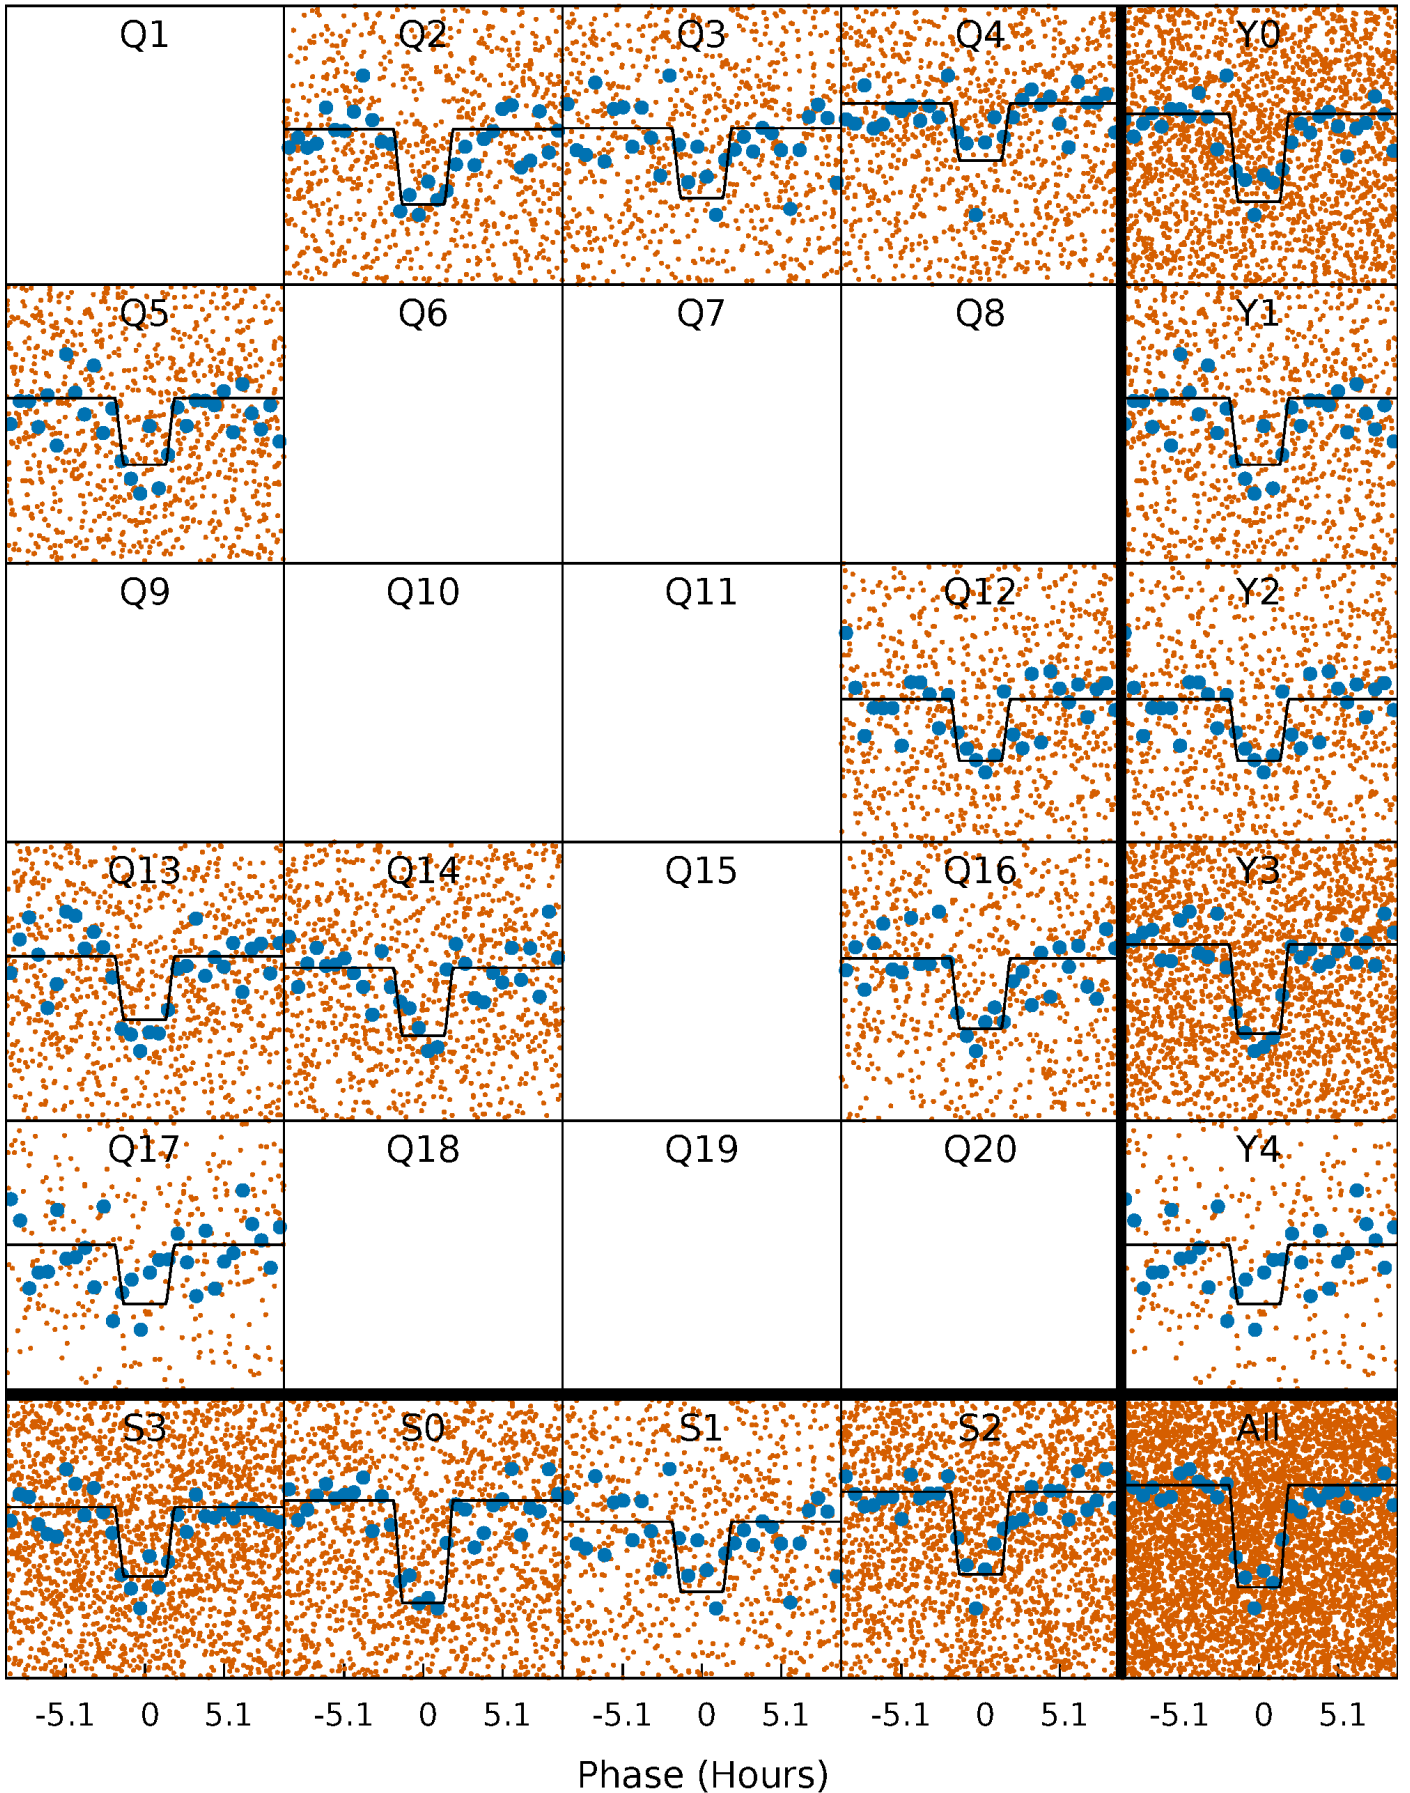 Q1 Q2 Q3 Q4 Y0
Q5 Q6 Q7 Q8 Y1
Q9 Q10 Q11 Q12 Y2
Q13 Q14 Q15 Q16 Y3
Q17 Q18 Q19 Q20 Y4
S3 S0 S1 S2 All
-5.1 0 5.1 -5.1 0 5.1 -5.1 0 5.1 -5.1 0 5.1 -5.1 0 5.1
Phase (Hours)